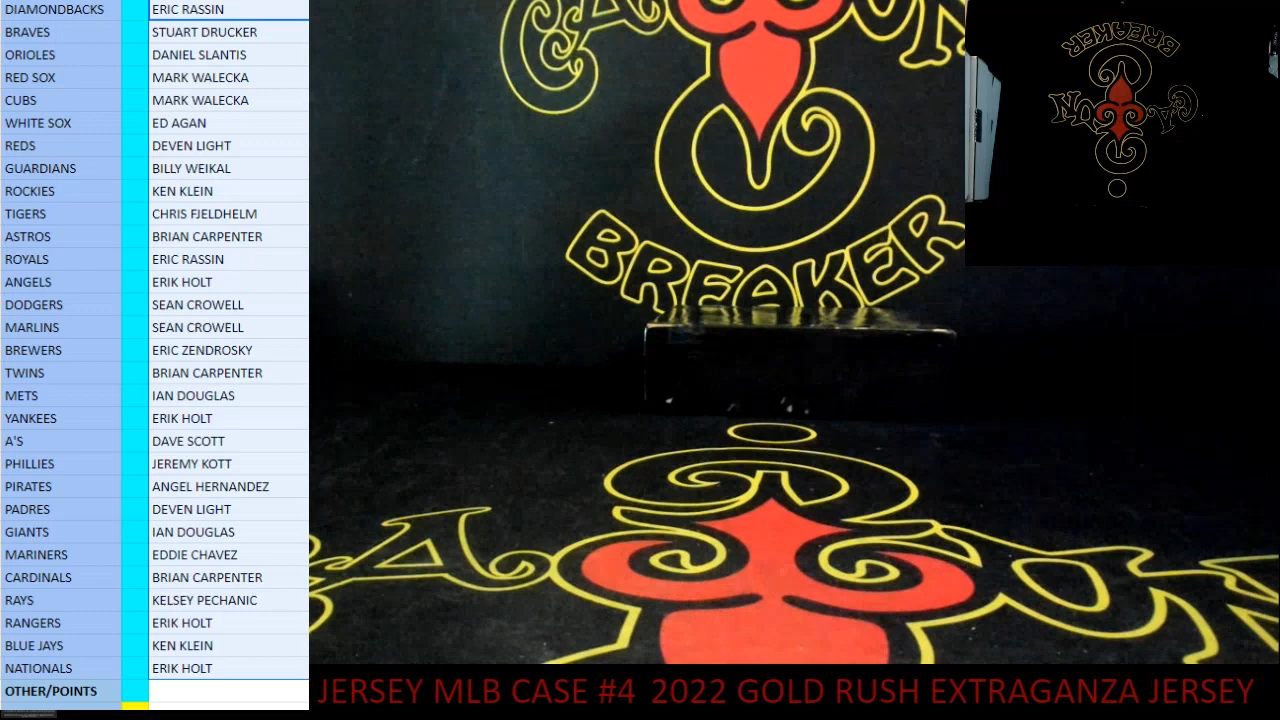 DIAMONDBACKS ERIC RASSIN
BRAVES STUART DRUCKER
ORIOLES DANIEL SLANTIS
RED SOX MARK WALECKA
CUBS MARK WALECKA
WHITE SOX ED AGAN
REDS DEVEN LIGHT
GUARDIANS BILLY WEIKAL
ROCKIES KEN KLEIN
TIGERS CHRIS FJELDHELM
ASTROS BRIAN CARPENTER
ROYALS ERIC RASSIN
ANGELS ERIK HOLT
DODGERS SEAN CROWELL
MARLINS SEAN CROWELL
BREWERS ERIC ZENDROSKY
TWINS BRIAN CARPENTER
METS IAN DOUGLAS
YANKEES ERIK HOLT
A'S DAVE SCOTT
PHILLIES JEREMY KOTT
PIRATES ANGEL HERNANDEZ
PADRES DEVEN LIGHT
GIANTS IAN DOUGLAS
MARINERS EDDIE CHAVEZ
CARDINALS BRIAN CARPENTER
RAYS KELSEY PECHANIC
RANGERS ERIK HOLT
BLUE JAYS KEN KLEIN
NATIONALS ERIK HOLT
OTHER/POINTS
BREAKER
BREAKER
JERSEY MLB CASE #4 2022 GOLD RUSH EXTRAGANZA JERSEY